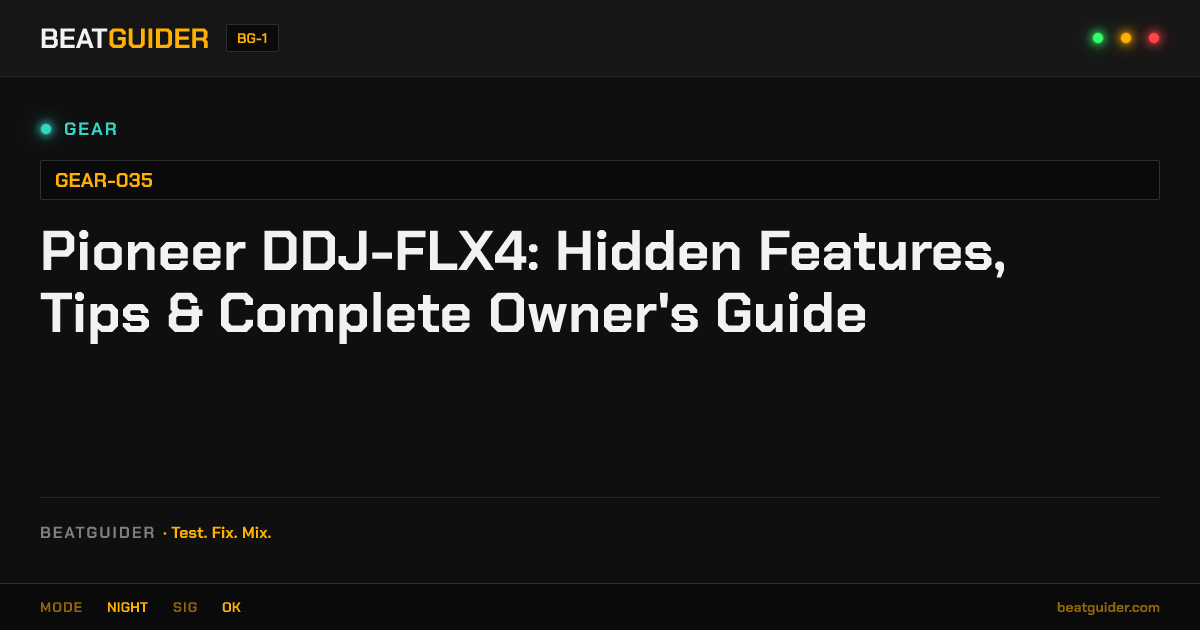 BEATGUIDER BG-1
GEAR
GEAR-035
Pioneer DDJ-FLX4: Hidden Features,
Tips & Complete Owner's Guide
BEATGUIDER · Test. Fix. Mix.
MODE NIGHT SIG OK beatguider.com